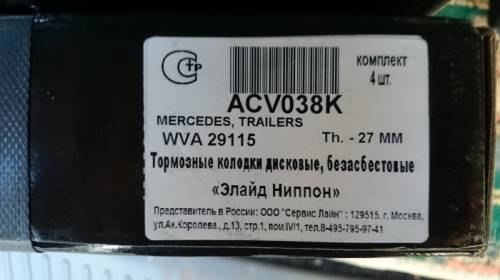 СТР
комплект
4 шт.
ACV038K
MERCEDES, TRAILERS
WVA 29115 Th. - 27 MM
Тормозные колодки дисковые, безасбестовые
«Элайд Ниппон»
Представитель в России: ООО "Сервис Лайн" : 129515. г. Москва,
ул.Ак.Королева., д.13, стр.1, пом.IV/1, тел.8-495-795-97-41